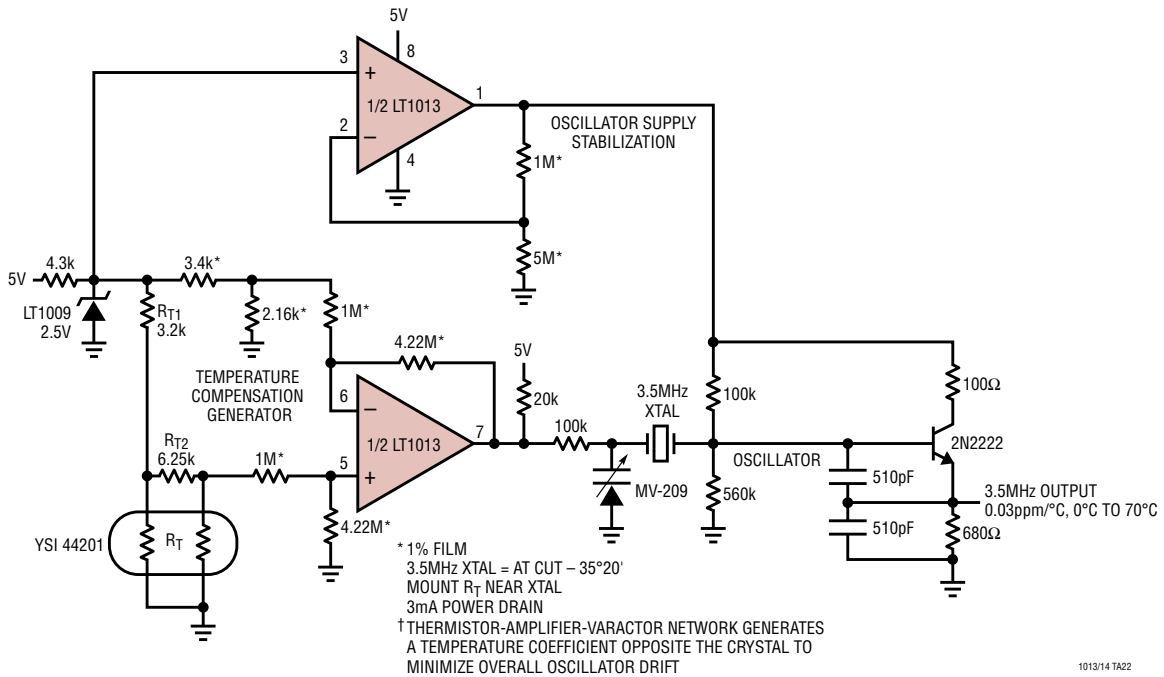 5V
8
3
+
1/2 LT1013
1
2
–
4
OSCILLATOR SUPPLY
STABILIZATION
1M*
5M*
5V
4.3k
3.4k*
LT1009
2.5V
RT1
3.2k
2.16k*
1M*
4.22M*
5V
TEMPERATURE
COMPENSATION
GENERATOR
6
–
1/2 LT1013
7
5
+
20k
100k
3.5MHz
XTAL
100k
100Ω
2N2222
RT2
6.25k
1M*
4.22M*
MV-209
OSCILLATOR
560k
510pF
510pF
3.5MHz OUTPUT
0.03ppm/°C, 0°C TO 70°C
680Ω
YSI 44201
RT
* 1% FILM
3.5MHz XTAL = AT CUT – 35°20'
MOUNT RT NEAR XTAL
3mA POWER DRAIN
† THERMISTOR-AMPLIFIER-VARACTOR NETWORK GENERATES
A TEMPERATURE COEFFICIENT OPPOSITE THE CRYSTAL TO
MINIMIZE OVERALL OSCILLATOR DRIFT
1013/14 TA22